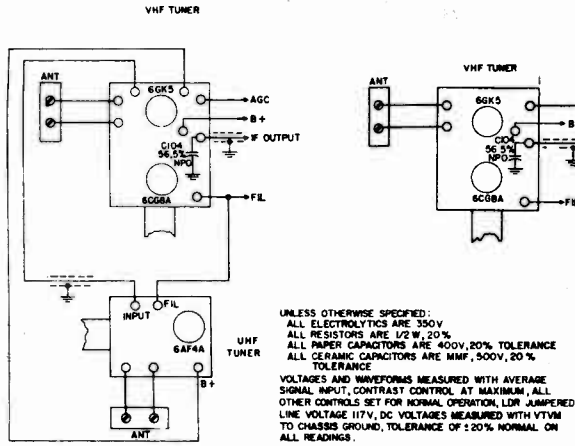 VHF TUNER
ANT
6GK5
AGC
B+
C104
56,5%
NPO
IF OUTPUT
6CG8A
FIL
INPUT
FIL
6AF4A
UHF
TUNER
B+
ANT
VHF TUNER
ANT
6GK5
B
C104
56.5%
NPO
6CG8A
FI
UNLESS OTHERWISE SPECIFIED:
ALL ELECTROLYTICS ARE 350V
ALL RESISTORS ARE 1/2 W, 20%
ALL PAPER CAPACITORS ARE 400V, 20% TOLERANCE
ALL CERAMIC CAPACITORS ARE MMF, 500V, 20%
TOLERANCE
VOLTAGES AND WAVEFORMS MEASURED WITH AVERAGE
SIGNAL INPUT, CONTRAST CONTROL AT MAXIMUM, ALL
OTHER CONTROLS SET FOR NORMAL OPERATION, LDR JUMPERED
LINE VOLTAGE 117V, DC VOLTAGES MEASURED WITH VTVM
TO CHASSIS GROUND, TOLERANCE OF ±20% NORMAL ON
ALL READINGS.